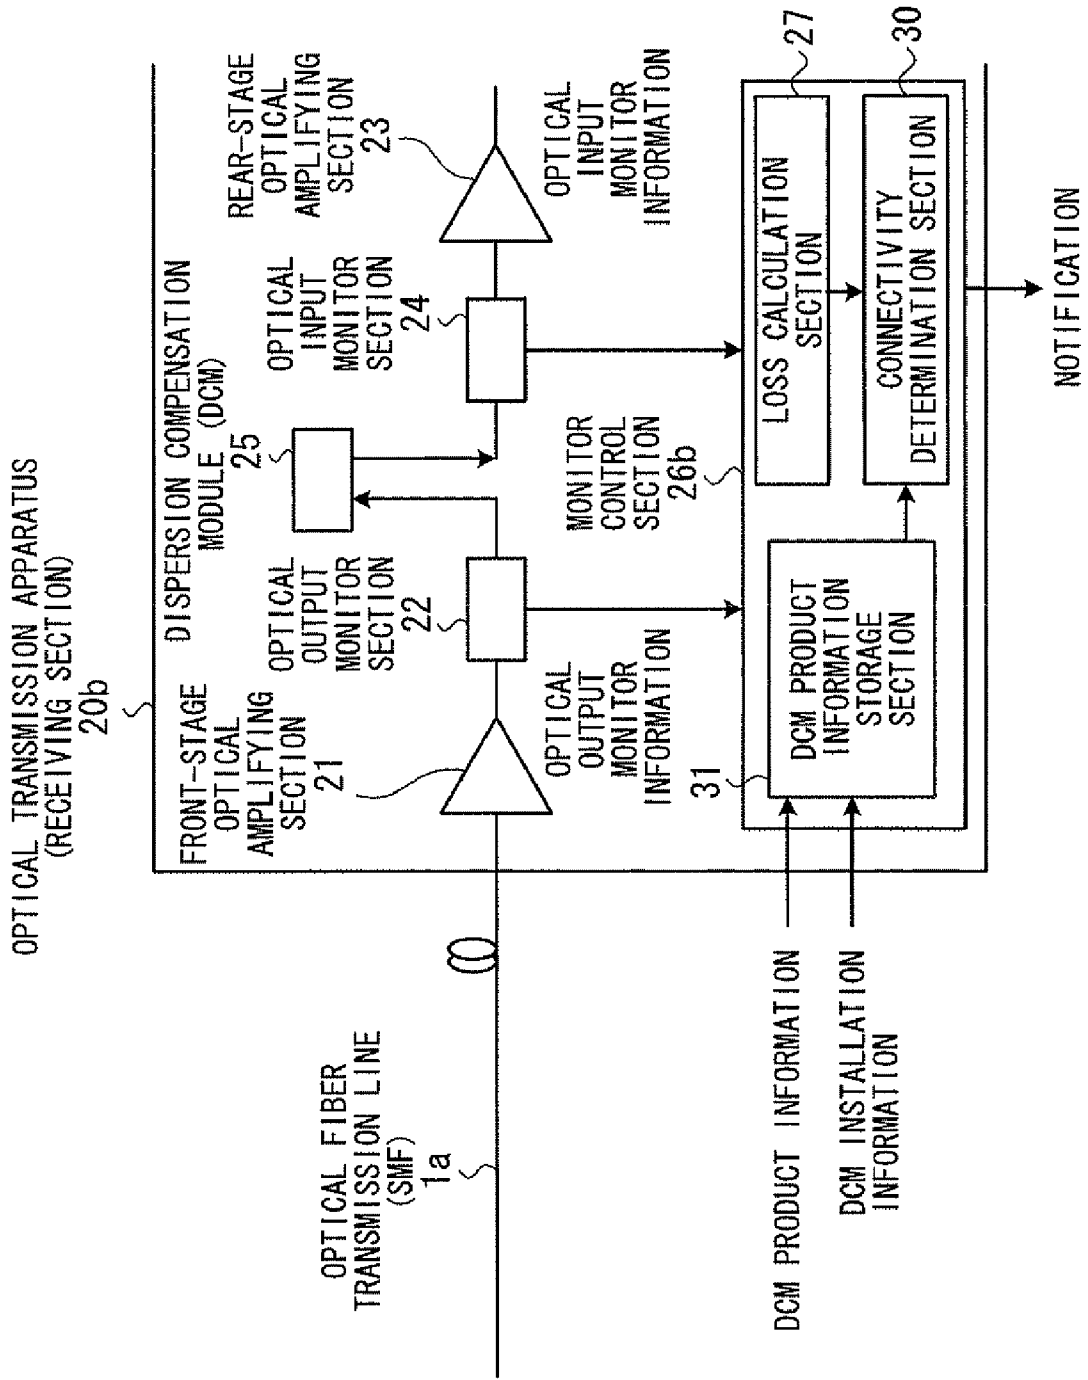 OPTICAL TRANSMISSION APPARATUS
(RECEIVING SECTION)
20b
DISPERSION COMPENSATION
MODULE (DCM)
25
FRONT-STAGE
OPTICAL
AMPLIFYING
SECTION
21
OPTICAL
OUTPUT
MONITOR
SECTION
22
OPTICAL
INPUT
MONITOR
SECTION
24
REAR-STAGE
OPTICAL
AMPLIFYING
SECTION
23
OPTICAL FIBER
TRANSMISSION LINE
(SMF)
1a
OPTICAL
OUTPUT
MONITOR
INFORMATION
MONITOR
CONTROL
SECTION
26b
OPTICAL
INPUT
MONITOR
INFORMATION
31
DCM PRODUCT
INFORMATION
STORAGE
SECTION
LOSS CALCULATION
SECTION
27
CONNECTIVITY
DETERMINATION SECTION
30
DCM PRODUCT INFORMATION
DCM INSTALLATION
INFORMATION
NOTIFICATION